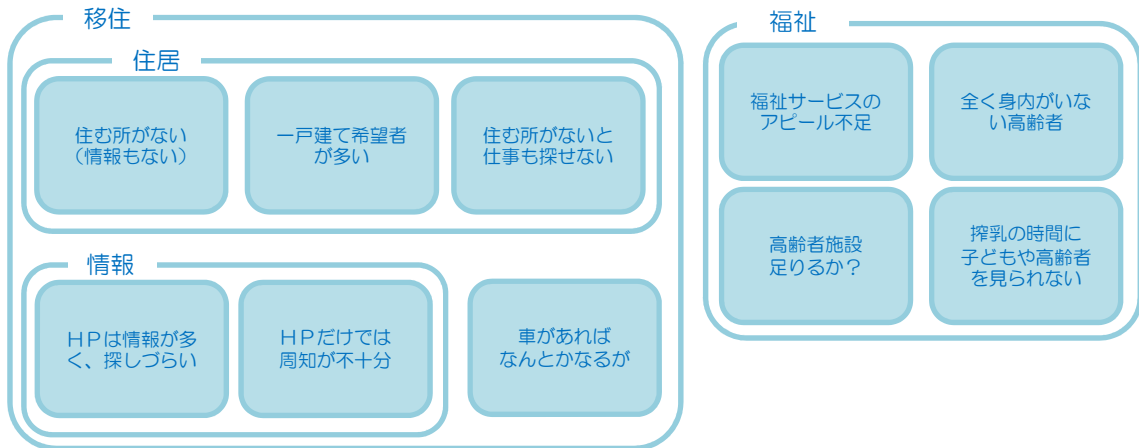 移住
住居
住む所がない
（情報もない）
一戸建て希望者
が多い
住む所がないと
仕事も探せない
情報
ＨＰは情報が多
く、探しづらい
ＨＰだけでは
周知が不十分
車があれば
なんとかなるが
福祉
福祉サービスの
アピール不足
全く身内がいな
い高齢者
高齢者施設
足りるか？
搾乳の時間に
子どもや高齢者
を見られない